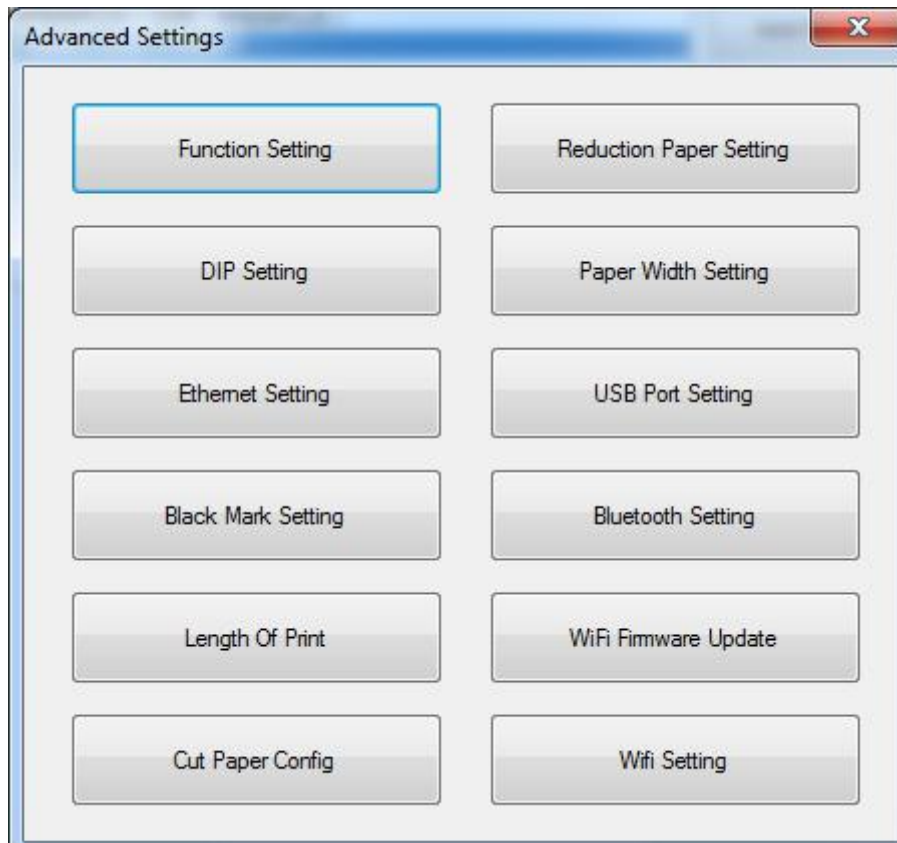 Advanced Settings
Function Setting
Reduction Paper Setting
DIP Setting
Paper Width Setting
Ethernet Setting
USB Port Setting
Black Mark Setting
Bluetooth Setting
Length Of Print
WiFi Firmware Update
Cut Paper Config
Wifi Setting